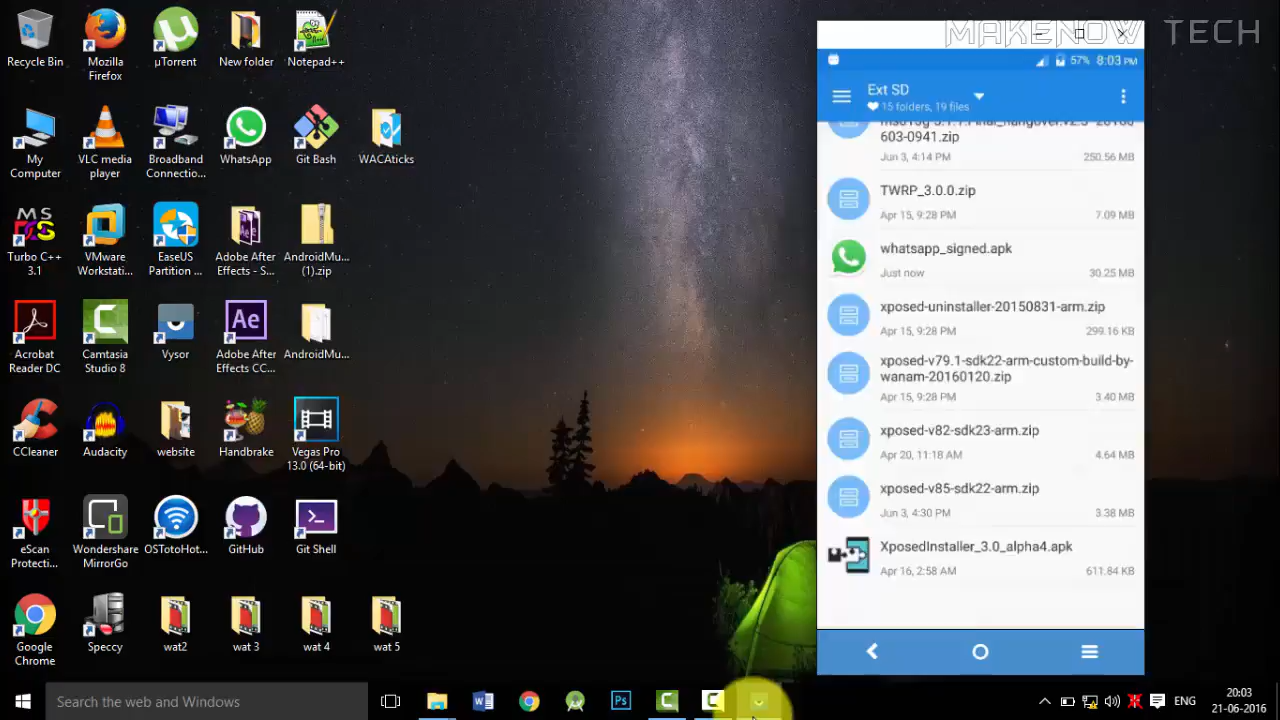 MAKENOW TECH
Recycle Bin
Mozilla
Firefox
µTorrent
New folder
Notepad++
My
Computer
VLC media
player
Broadband
Connectio...
WhatsApp
Git Bash
WACAticks
MS
DOS
Turbo C++
3.1
VMware
Workstati...
EaseUS
Partition ...
Adobe After
Effects - S...
AndroidMu...
(1).zip
Acrobat
Reader DC
Camtasia
Studio 8
Vysor
Ae
Adobe After
Effects CC...
AndroidMu...
CCleaner
Audacity
website
Handbrake
Vegas Pro
13.0 (64-bit)
eScan
Protecti...
Wondershare
MirrorGo
OSTotoHot...
GitHub
Git Shell
Google
Chrome
Speccy
wat2
wat 3
wat 4
wat 5
57% 8:03 PM
Ext SD
15 folders, 19 files
603-0941.zip
Jun 3, 4:14 PM 250.56 MB
TWRP_3.0.0.zip
Apr 15, 9:28 PM 7.09 MB
whatsapp_signed.apk
Just now 30.25 MB
xposed-uninstaller-20150831-arm.zip
Apr 15, 9:28 PM 299.16 KB
xposed-v79.1-sdk22-arm-custom-build-by-
wanam-20160120.zip
Apr 15, 9:28 PM 3.40 MB
xposed-v82-sdk23-arm.zip
Apr 20, 11:18 AM 4.64 MB
xposed-v85-sdk22-arm.zip
Jun 3, 4:30 PM 3.38 MB
XposedInstaller_3.0_alpha4.apk
Apr 16, 2:58 AM 611.84 KB
Search the web and Windows
Ps
ENG
20:03
21-06-2016